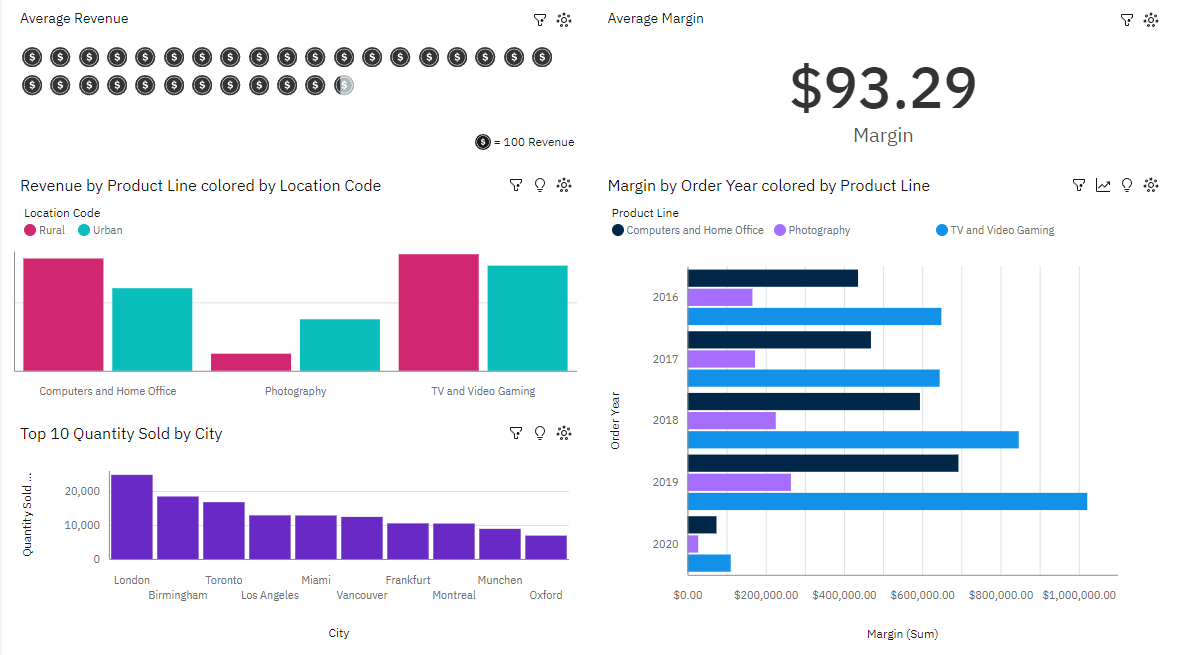 Average Revenue
= 100 Revenue
Average Margin
$93.29
Margin
Revenue by Product Line colored by Location Code
Location Code
Rural Urban
Computers and Home Office Photography TV and Video Gaming
Top 10 Quantity Sold by City
Quantity Sold ...
20,000
10,000
0
London Toronto Miami Frankfurt Munchen
Birmingham Los Angeles Vancouver Montreal Oxford
City
Margin by Order Year colored by Product Line
Product Line
Computers and Home Office Photography TV and Video Gaming
Order Year
2016
2017
2018
2019
2020
$0.00 $200,000.00 $400,000.00 $600,000.00 $800,000.00 $1,000,000.00
Margin (Sum)